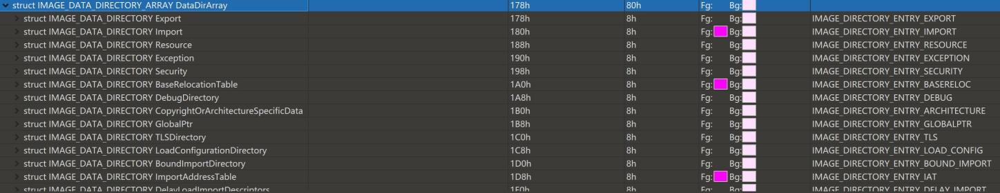 struct IMAGE_DATA_DIRECTORY_ARRAY DataDirArray 178h 80h Fg: Bg:
struct IMAGE_DATA_DIRECTORY Export 178h 8h Fg: Bg: IMAGE_DIRECTORY_ENTRY_EXPORT
struct IMAGE_DATA_DIRECTORY Import 180h 8h Fg: Bg: IMAGE_DIRECTORY_ENTRY_IMPORT
struct IMAGE_DATA_DIRECTORY Resource 188h 8h Fg: Bg: IMAGE_DIRECTORY_ENTRY_RESOURCE
struct IMAGE_DATA_DIRECTORY Exception 190h 8h Fg: Bg: IMAGE_DIRECTORY_ENTRY_EXCEPTION
struct IMAGE_DATA_DIRECTORY Security 198h 8h Fg: Bg: IMAGE_DIRECTORY_ENTRY_SECURITY
struct IMAGE_DATA_DIRECTORY BaseRelocationTable 1A0h 8h Fg: Bg: IMAGE_DIRECTORY_ENTRY_BASERELOC
struct IMAGE_DATA_DIRECTORY DebugDirectory 1A8h 8h Fg: Bg: IMAGE_DIRECTORY_ENTRY_DEBUG
struct IMAGE_DATA_DIRECTORY CopyrightOrArchitectureSpecificData 1B0h 8h Fg: Bg: IMAGE_DIRECTORY_ENTRY_ARCHITECTURE
struct IMAGE_DATA_DIRECTORY GlobalPtr 1B8h 8h Fg: Bg: IMAGE_DIRECTORY_ENTRY_GLOBALPTR
struct IMAGE_DATA_DIRECTORY TLSDirectory 1C0h 8h Fg: Bg: IMAGE_DIRECTORY_ENTRY_TLS
struct IMAGE_DATA_DIRECTORY LoadConfigurationDirectory 1C8h 8h Fg: Bg: IMAGE_DIRECTORY_ENTRY_LOAD_CONFIG
struct IMAGE_DATA_DIRECTORY BoundImportDirectory 1D0h 8h Fg: Bg: IMAGE_DIRECTORY_ENTRY_BOUND_IMPORT
struct IMAGE_DATA_DIRECTORY ImportAddressTable 1D8h 8h Fg: Bg: IMAGE_DIRECTORY_ENTRY_IAT
struct IMAGE_DATA_DIRECTORY DelayLoadImportDescriptors 1E0h 8h Fg: Bg: IMAGE_DIRECTORY_ENTRY_DELAY_IMPORT